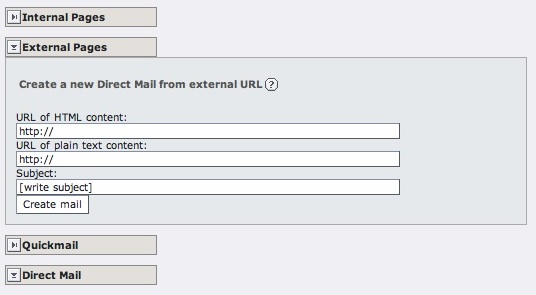 Internal Pages
External Pages
Create a new Direct Mail from external URL ?
URL of HTML content:
http://
URL of plain text content:
http://
Subject:
[write subject]
Create mail
Quickmail
Direct Mail